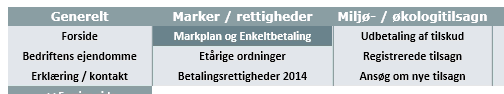 Generelt Marker / rettigheder Miljø- / økologitilsagn
Forside Markplan og Enkeltbetaling Udbetaling af tilskud
Bedriftens ejendomme Etårige ordninger Registrerede tilsagn
Erklæring / kontakt Betalingsrettigheder 2014 Ansøg om nye tilsagn